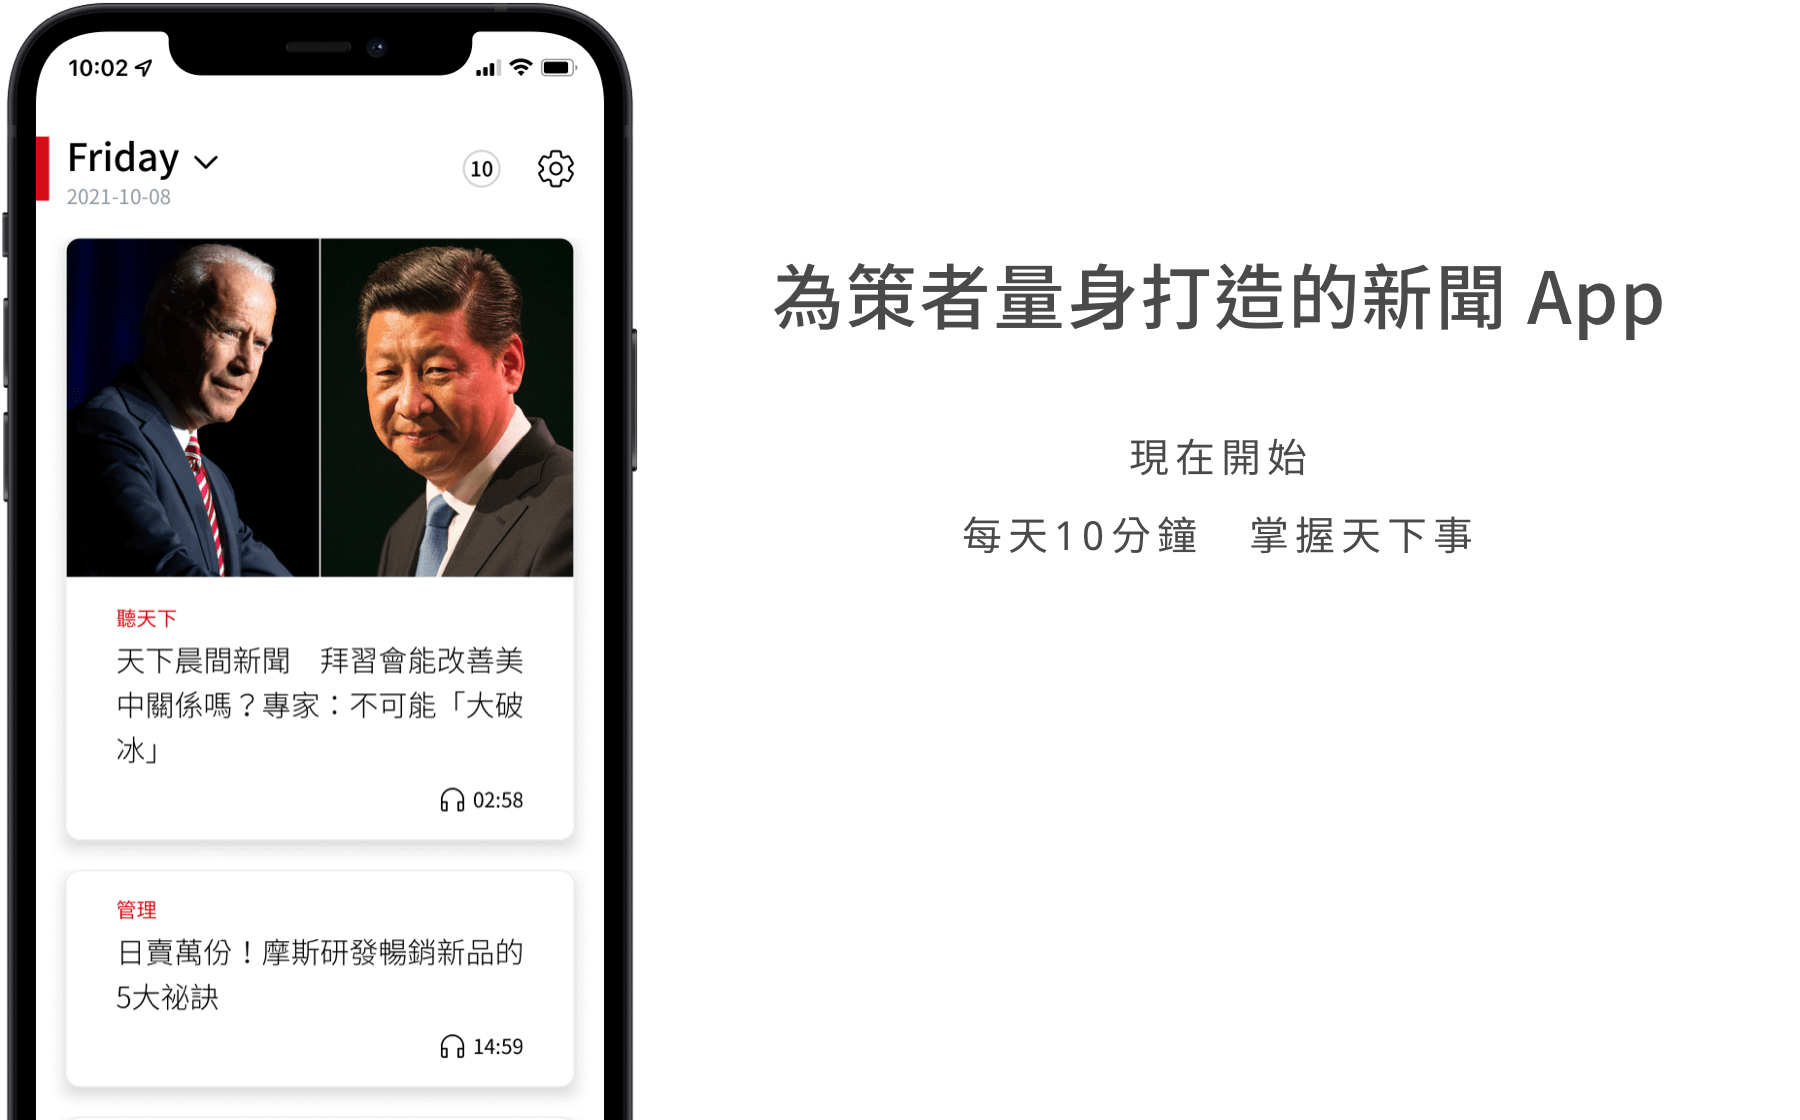 10:02
Friday
2021-10-08
10
聽天下
天下晨間新聞　拜習會能改善美
中關係嗎？專家：不可能「大破
冰」
02:58
管理
日賣萬份！摩斯研發暢銷新品的
5大祕訣
14:59
為策者量身打造的新聞 App
現在開始
每天10分鐘　掌握天下事